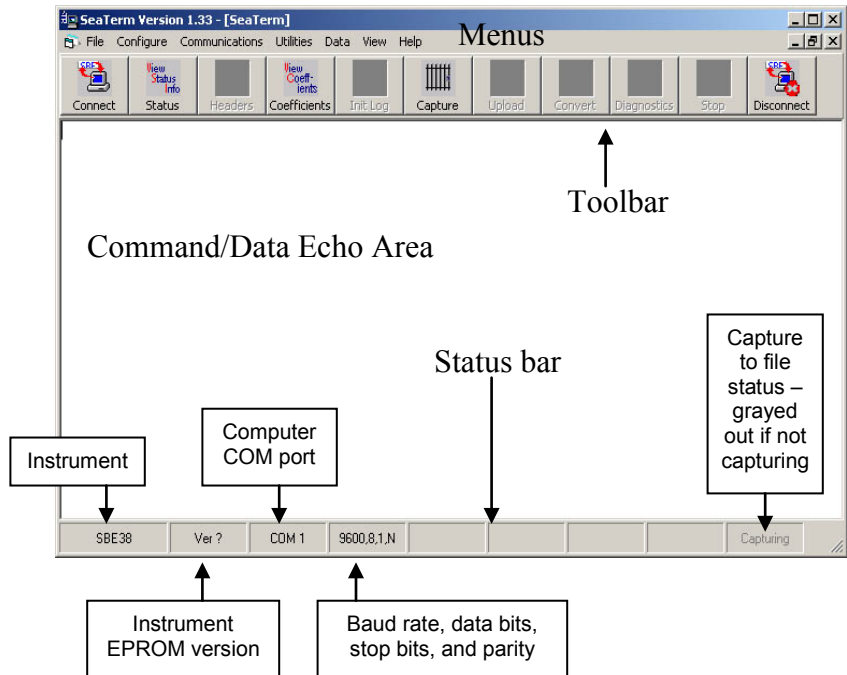 SeaTerm Version 1.33 - [SeaTerm]
File Configure Communications Utilities Data View Help
Menus
SBE
View Status Info
View Coeff-icients
SBE
Connect Status Headers Coefficients Init Log Capture Upload Convert Diagnostics Stop Disconnect
Toolbar
Command/Data Echo Area
Status bar
Capture
to file
status –
grayed
out if not
capturing
Computer
COM port
Instrument
SBE38 Ver ? COM 1 9600,8,1,N Capturing
Instrument
EPROM version
Baud rate, data bits,
stop bits, and parity